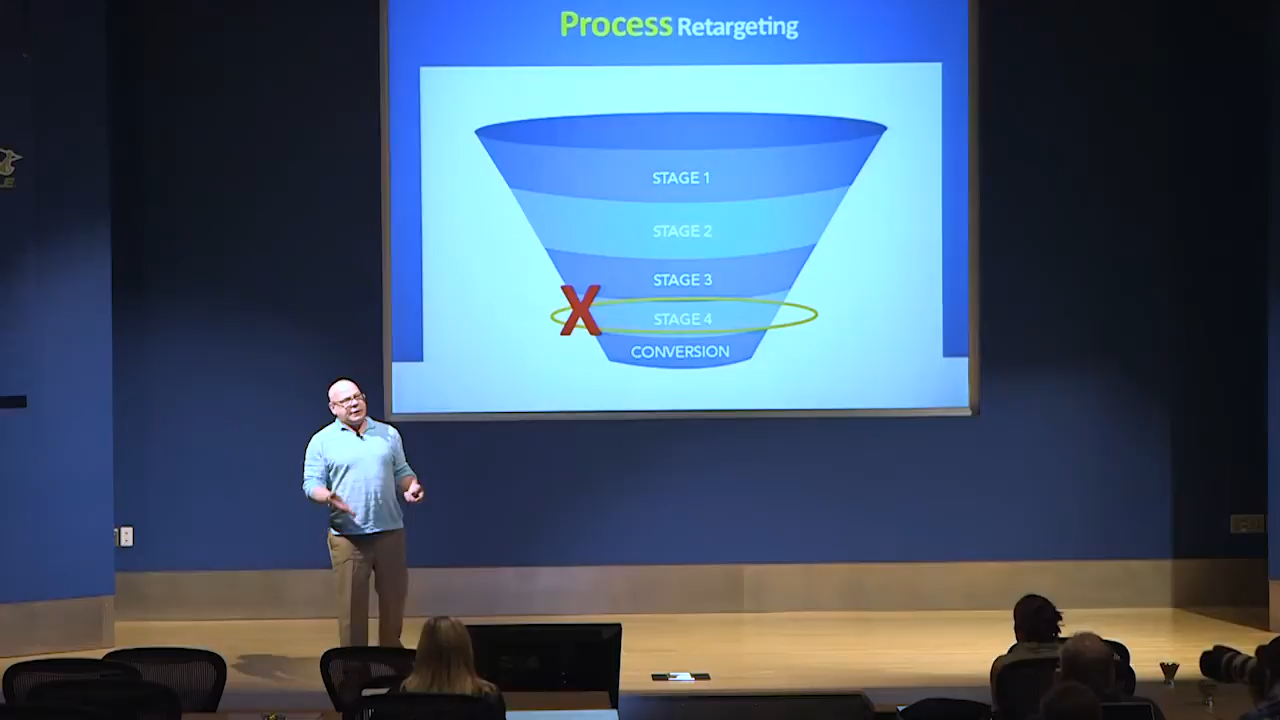 Process Retargeting
STAGE 1
STAGE 2
STAGE 3
X
STAGE 4
CONVERSION